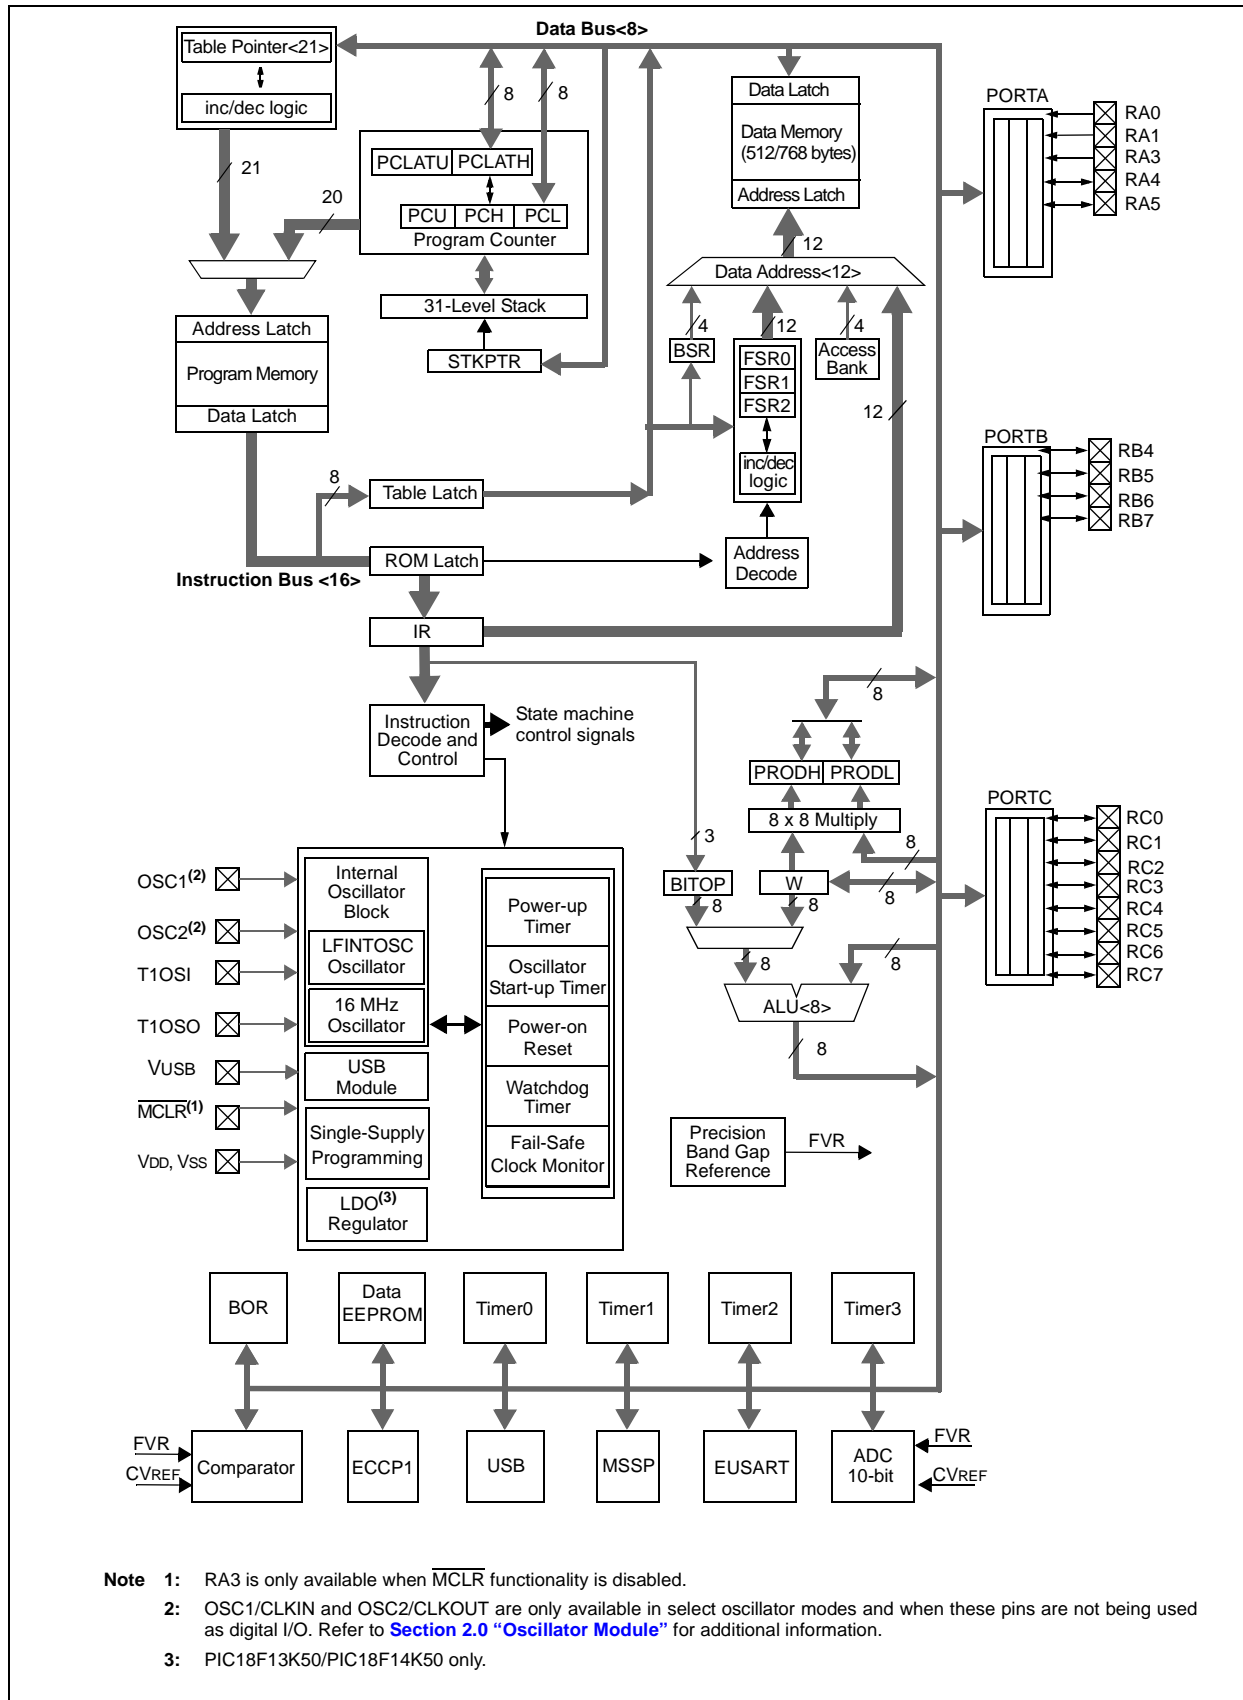 Data Bus<8>
Table Pointer<21>
inc/dec logic
21
8
8
PCLATU
PCLATH
PCU
PCH
PCL
Program Counter
20
31-Level Stack
STKPTR
Address Latch
Program Memory
Data Latch
8
Table Latch
ROM Latch
Instruction Bus <16>
IR
Instruction
Decode and
Control
State machine
control signals
Data Latch
Data Memory
(512/768 bytes)
Address Latch
12
Data Address<12>
4
12
4
BSR
FSR0
FSR1
FSR2
inc/dec
logic
Access
Bank
12
Address
Decode
PORTA
RA0
RA1
RA3
RA4
RA5
PORTB
RB4
RB5
RB6
RB7
PORTC
RC0
RC1
RC2
RC3
RC4
RC5
RC6
RC7
8
PRODH
PRODL
8 x 8 Multiply
3
8
BITOP
W
8
8
8
8
8
ALU<8>
8
OSC1(2)
OSC2(2)
T1OSI
T1OSO
VUSB
MCLR(1)
VDD, VSS
Internal
Oscillator
Block
LFINTOSC
Oscillator
16 MHz
Oscillator
USB
Module
Single-Supply
Programming
LDO(3)
Regulator
Power-up
Timer
Oscillator
Start-up Timer
Power-on
Reset
Watchdog
Timer
Fail-Safe
Clock Monitor
Precision
Band Gap
Reference
FVR
BOR
Data
EEPROM
Timer0
Timer1
Timer2
Timer3
FVR
CVREF
Comparator
ECCP1
USB
MSSP
EUSART
ADC
10-bit
FVR
CVREF
Note 1: RA3 is only available when MCLR functionality is disabled.
2: OSC1/CLKIN and OSC2/CLKOUT are only available in select oscillator modes and when these pins are not being used
as digital I/O. Refer to Section 2.0 “Oscillator Module” for additional information.
3: PIC18F13K50/PIC18F14K50 only.